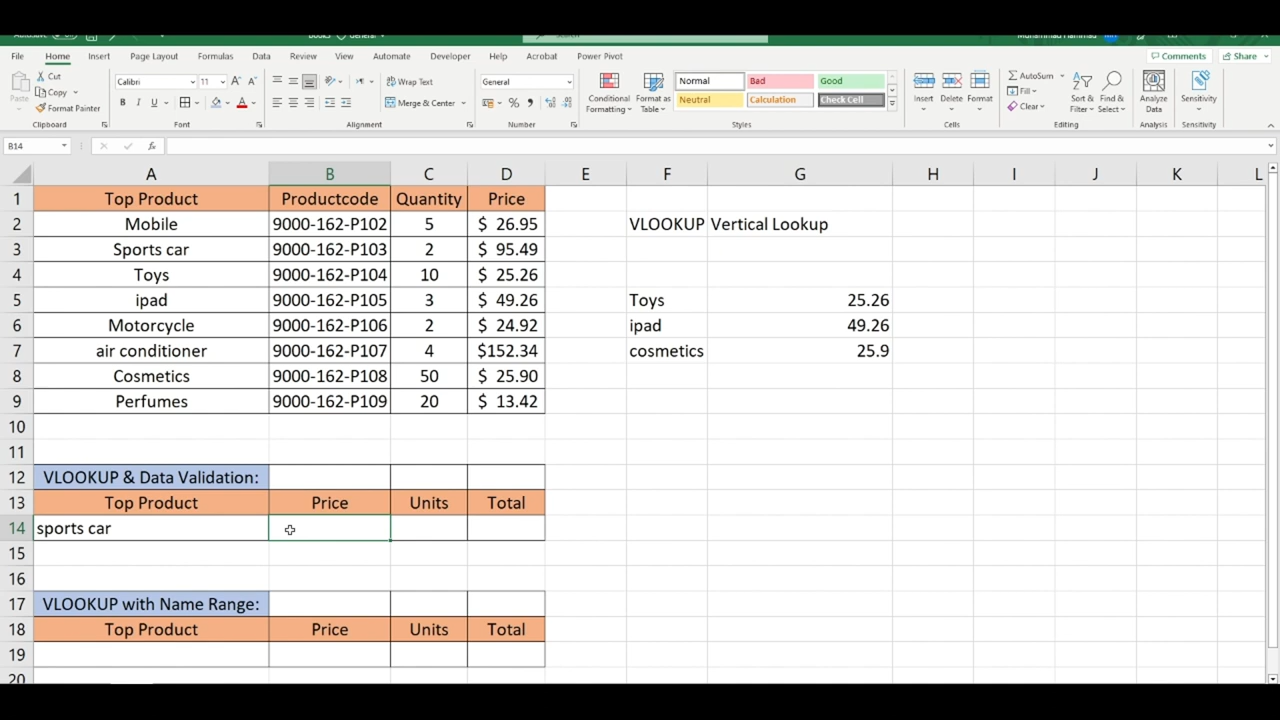 File Home Insert Page Layout Formulas Data Review View Automate Developer Help Acrobat Power Pivot Comments Share
Cut Calibri 11 Wrap Text General Normal Bad Good AutoSum
Paste Copy Conditional Format as Insert Delete Format Fill Sort & Find & Analyze Sensitivity
Format Painter B I U Merge & Center $ % Formatting Table Neutral Calculation Check Cell Clear Filter Select Data
Clipboard Font Alignment Number Styles Cells Editing Analysis Sensitivity
B14 fx
A B C D E F G H I J K L
1 Top Product Productcode Quantity Price
2 Mobile 9000-162-P102 5 $ 26.95 VLOOKUP Vertical Lookup
3 Sports car 9000-162-P103 2 $ 95.49
4 Toys 9000-162-P104 10 $ 25.26
5 ipad 9000-162-P105 3 $ 49.26 Toys 25.26
6 Motorcycle 9000-162-P106 2 $ 24.92 ipad 49.26
7 air conditioner 9000-162-P107 4 $152.34 cosmetics 25.9
8 Cosmetics 9000-162-P108 50 $ 25.90
9 Perfumes 9000-162-P109 20 $ 13.42
10
11
12 VLOOKUP & Data Validation:
13 Top Product Price Units Total
14 sports car
15
16
17 VLOOKUP with Name Range:
18 Top Product Price Units Total
19
20